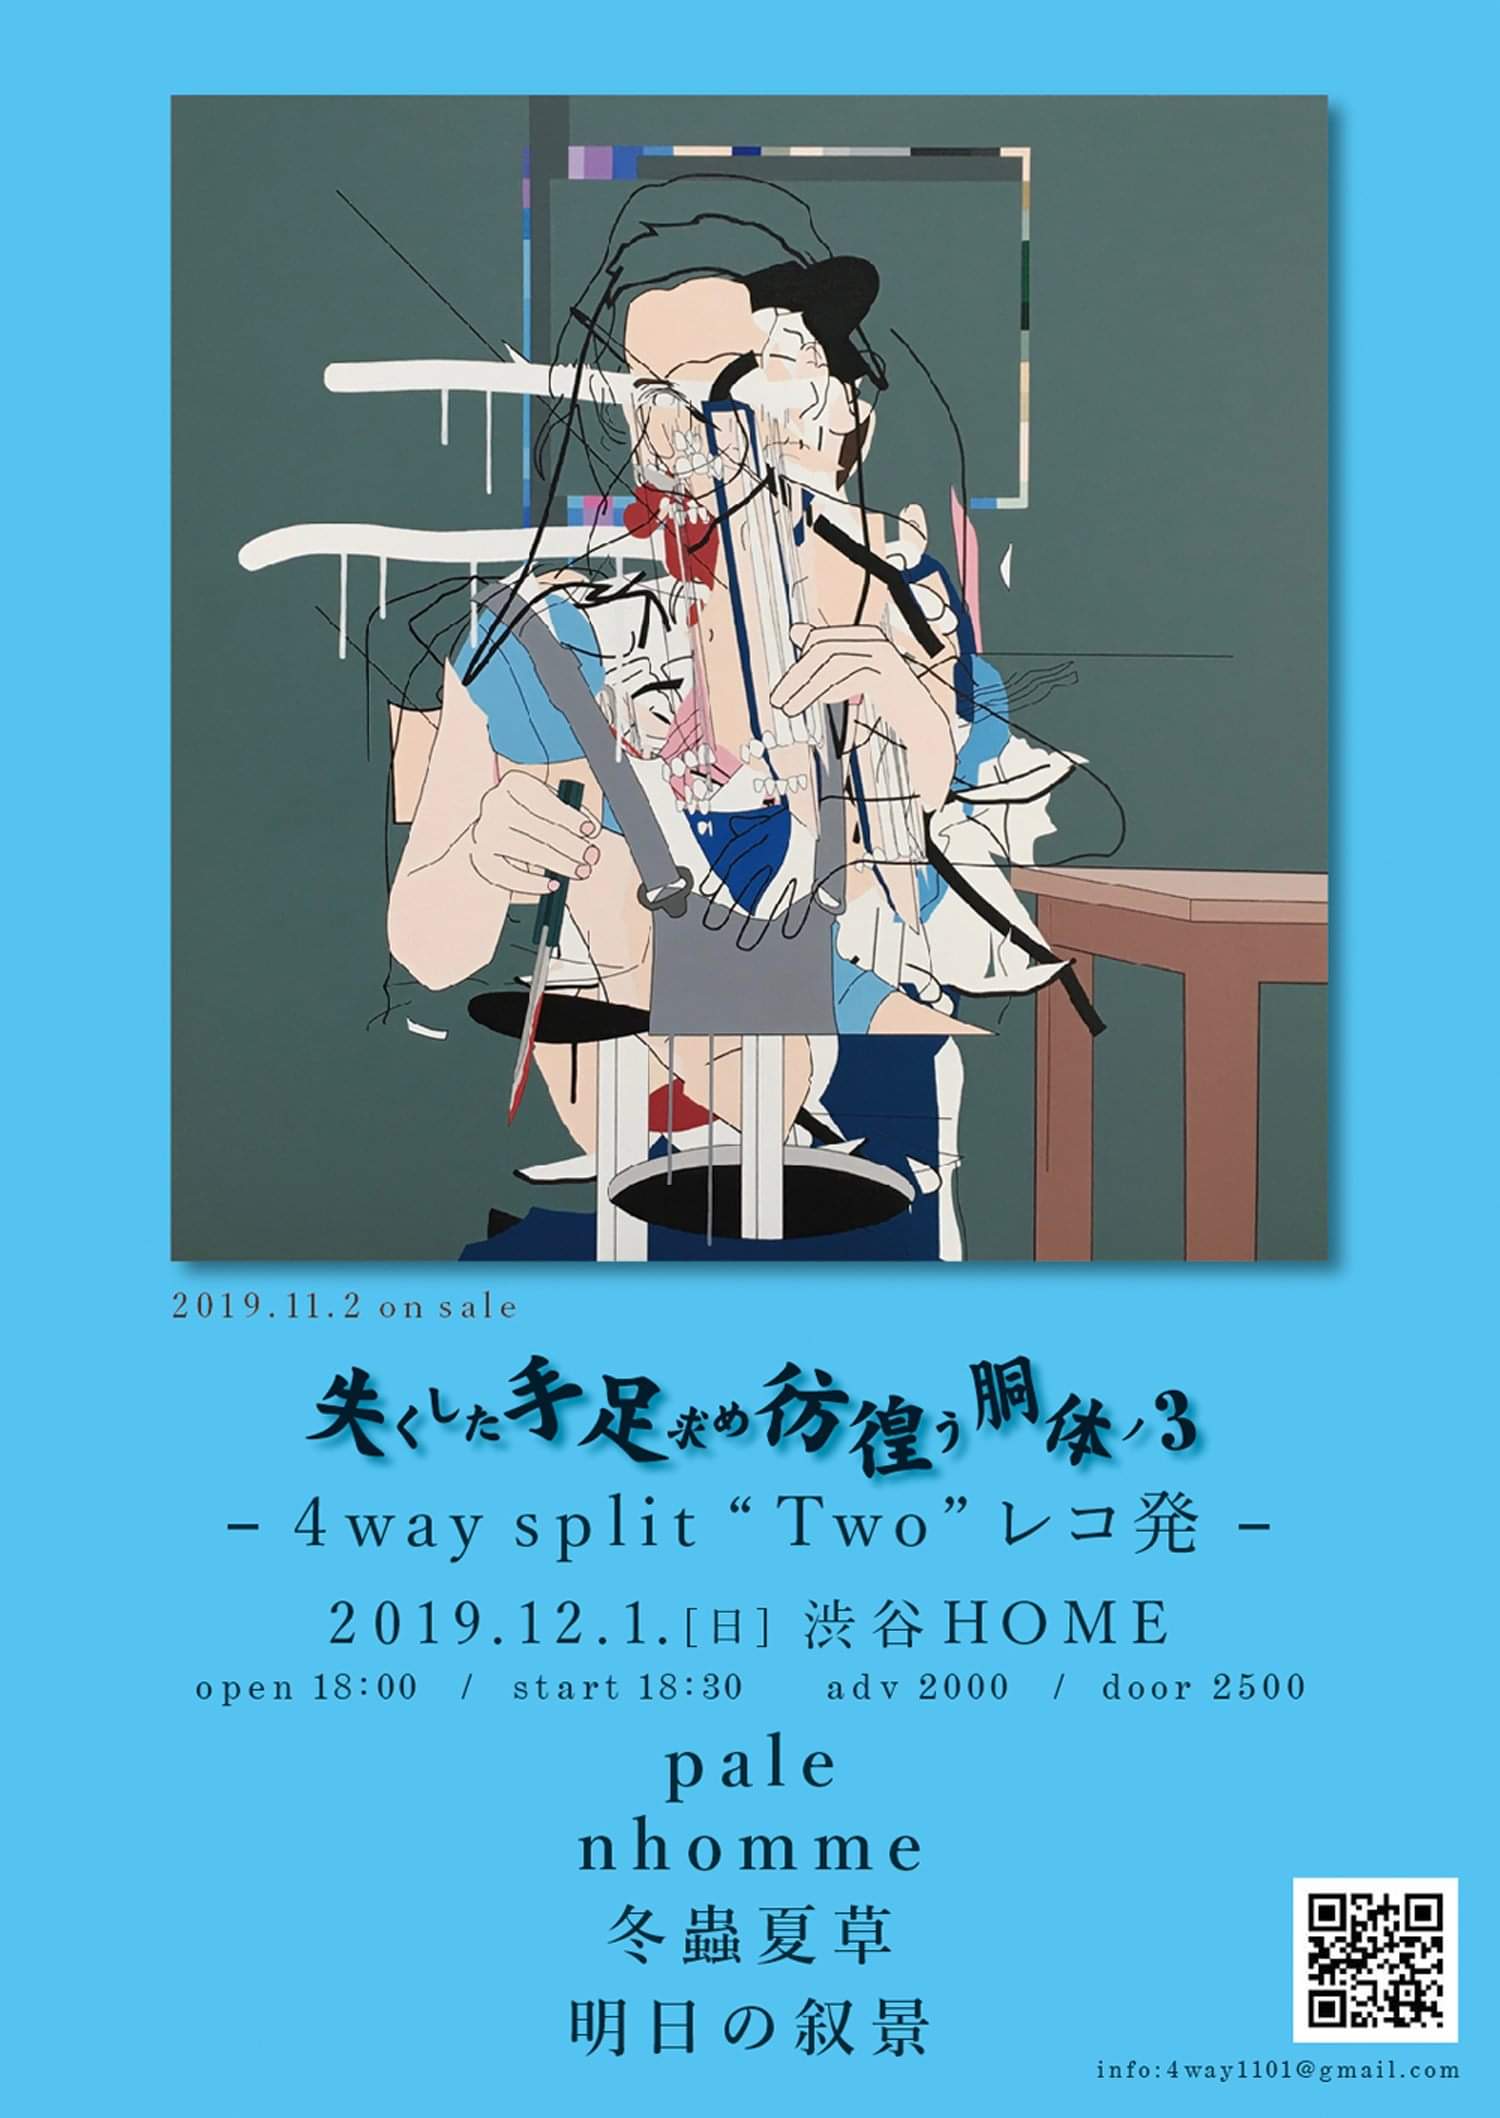 2019.11.2 on sale
失くした手足求め彷徨う胴体ノ3
– 4way split “Two” レコ発 –
2019.12.1.[日] 渋谷HOME
open 18:00 / start 18:30 adv 2000 / door 2500
pale
nhomme
冬蟲夏草
明日の叙景
info:4way1101@gmail.com